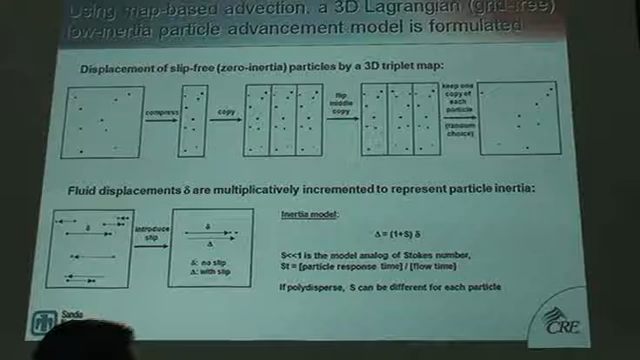 Using map-based advection, a 3D Lagrangian (grid-free)
low-inertia particle advancement model is formulated
Displacement of slip-free (zero-inertia) particles by a 3D triplet map:
compress
copy
flip
middle
copy
keep one
copy of
each
particle
(random
choice)
Fluid displacements δ are multiplicatively incremented to represent particle inertia:
δ
introduce
slip
δ
Δ
δ: no slip
Δ: with slip
Inertia model:
Δ = (1+S) δ
S<<1 is the model analog of Stokes number,
St = [particle response time] / [flow time]
If polydisperse, S can be different for each particle
Sandia
CRF